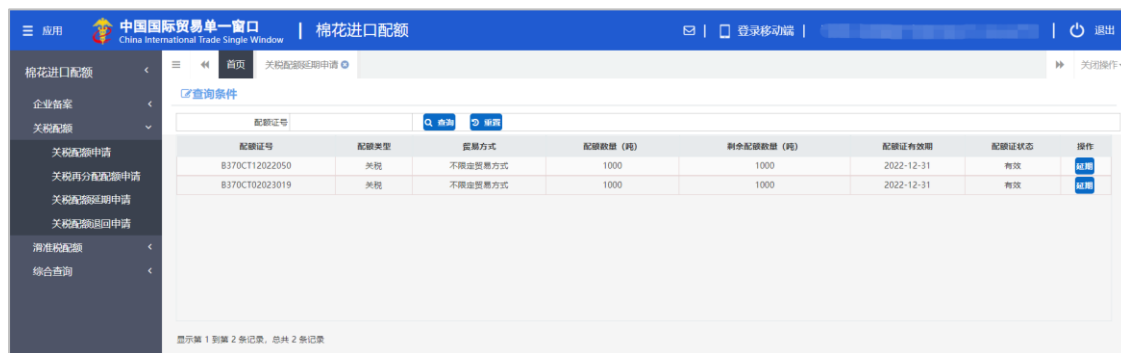 应用 中国国际贸易单一窗口 棉花进口配额 登录移动端 退出
China International Trade Single Window
棉花进口配额 首页 关税配额延期申请 关闭操作
查询条件
企业备案
配额证号 查询 重置
关税配额
配额证号 配额类型 贸易方式 配额数量（吨） 剩余配额数量（吨） 配额证有效期 配额证状态 操作
关税配额申请
B370CT12022050 关税 不限定贸易方式 1000 1000 2022-12-31 有效 延期
关税再分配配额申请
B370CT02023019 关税 不限定贸易方式 1000 1000 2022-12-31 有效 延期
关税配额延期申请
关税配额退回申请
滑准税配额
综合查询
显示第 1 到第 2 条记录，总共 2 条记录